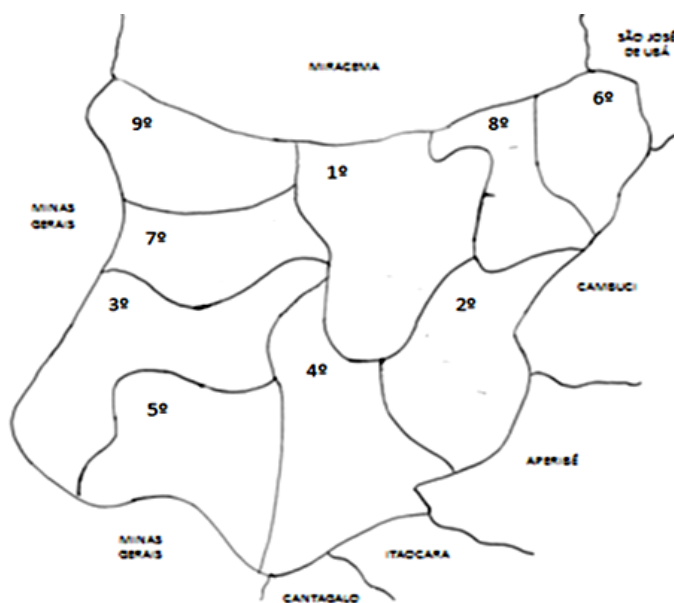 SÃO JOSÉ
DE UBÁ
MIRACEMA
6º
9º
8º
1º
MINAS
GERAIS
7º
CAMBUCI
3º
2º
4º
5º
APERIBÉ
MINAS
GERAIS
ITAOCARA
CANTAGALO